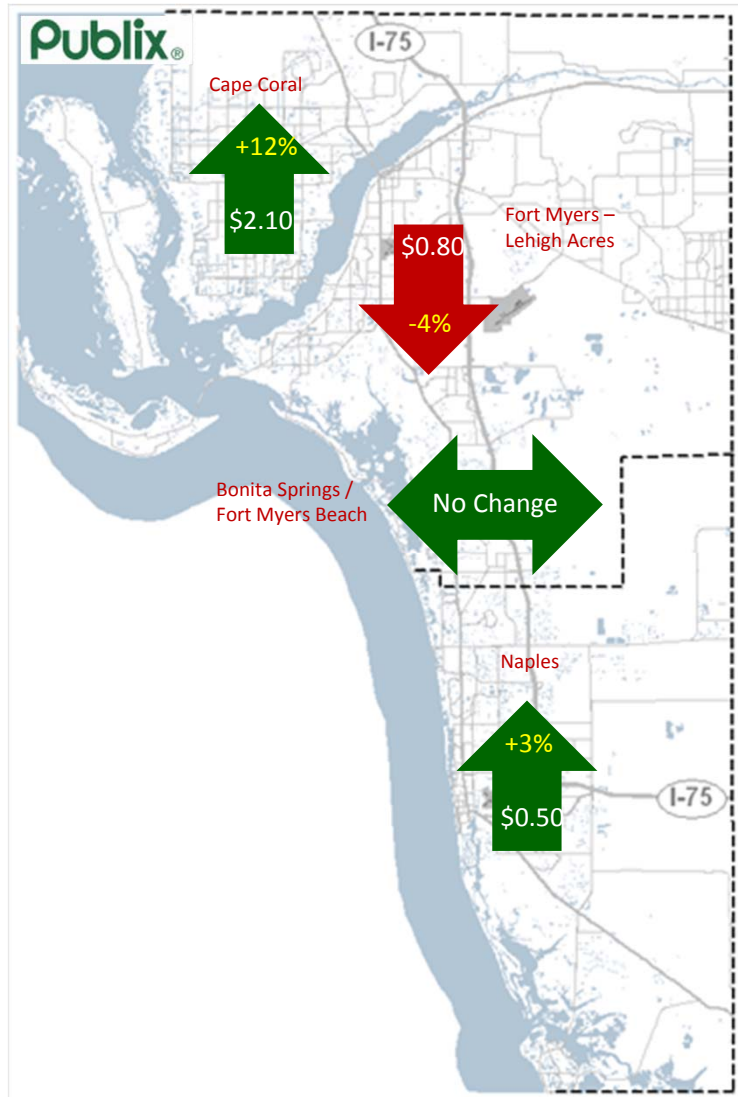 Publix®
I-75
Cape Coral
+12%
$2.10
Fort Myers –
Lehigh Acres
$0.80
-4%
Bonita Springs /
Fort Myers Beach
No Change
Naples
+3%
$0.50
I-75